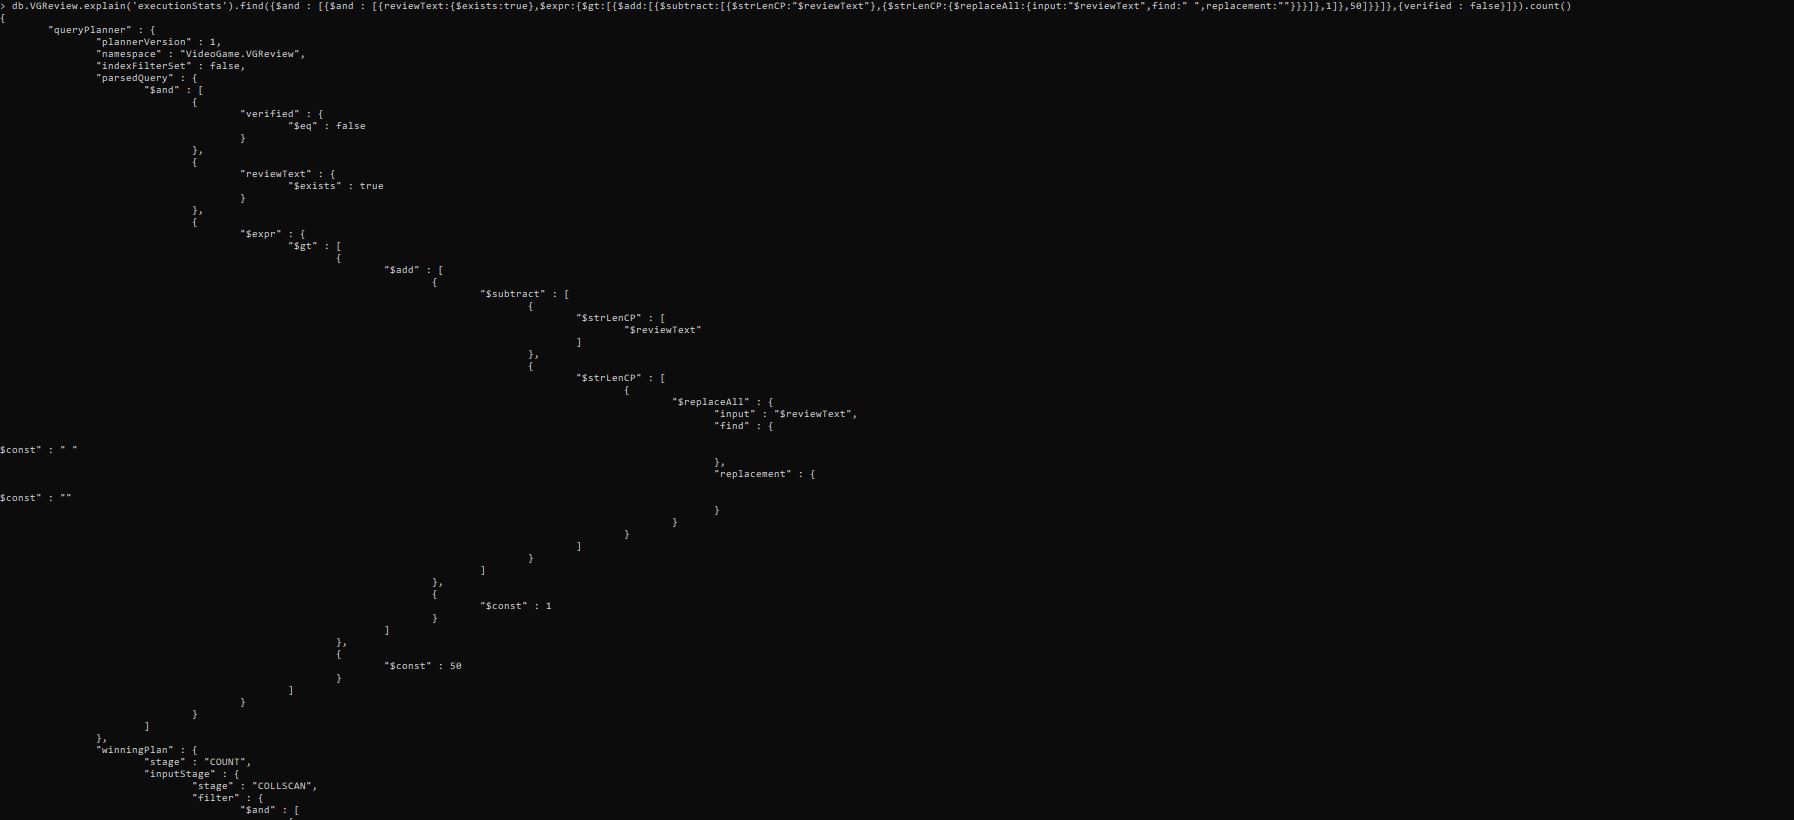 > db.VGReview.explain('executionStats').find({$and : [{$and : [{reviewText:{$exists:true},$expr:{$gt:[{$add:[{$subtract:[{$strLenCP:"$reviewText"},{$strLenCP:{$replaceAll:{input:"$reviewText",find:" ",replacement:""}}}]},1]},50]}}]},{verified : false}]}).count()
{
"queryPlanner" : {
"plannerVersion" : 1,
"namespace" : "VideoGame.VGReview",
"indexFilterSet" : false,
"parsedQuery" : {
"$and" : [
{
"verified" : {
"$eq" : false
}
},
{
"reviewText" : {
"$exists" : true
}
},
{
"$expr" : {
"$gt" : [
{
"$add" : [
{
"$subtract" : [
{
"$strLenCP" : [
"$reviewText"
]
},
{
"$strLenCP" : [
{
"$replaceAll" : {
"input" : "$reviewText",
"find" : {
$const" : " "
},
"replacement" : {
$const" : ""
}
}
}
]
}
]
},
{
"$const" : 1
}
]
},
{
"$const" : 50
}
]
}
}
]
},
"winningPlan" : {
"stage" : "COUNT",
"inputStage" : {
"stage" : "COLLSCAN",
"filter" : {
"$and" : [